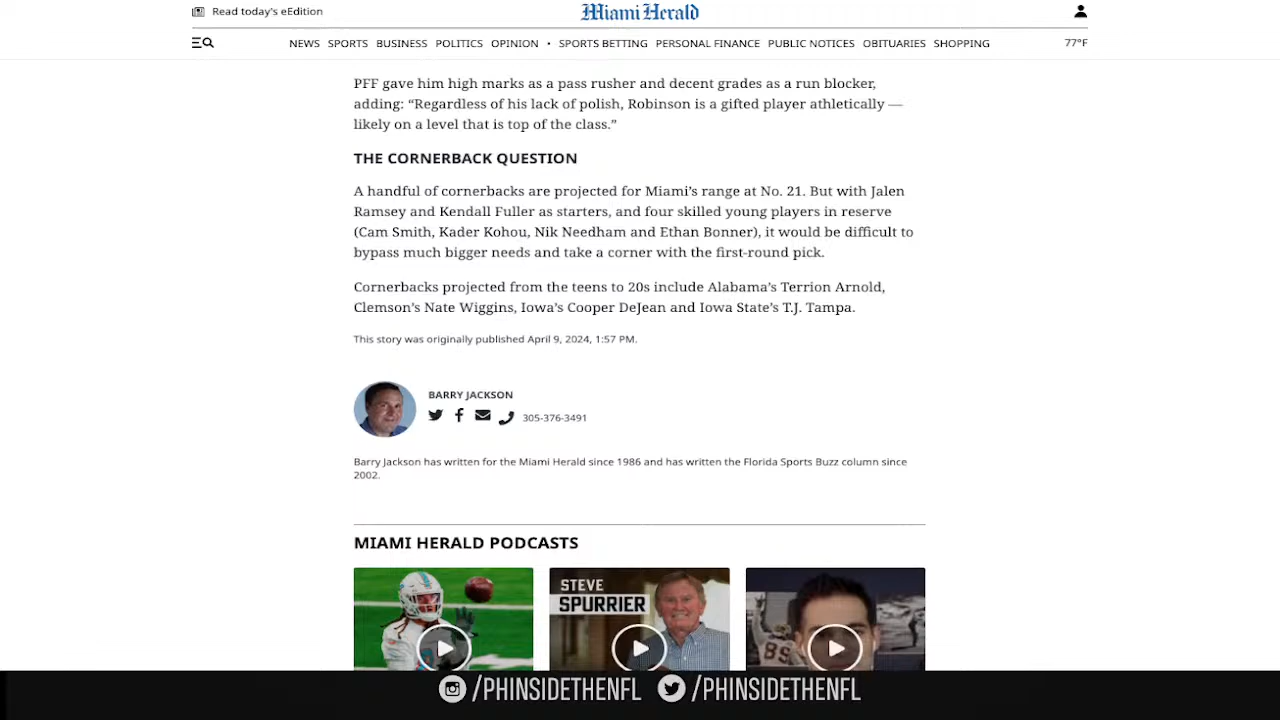 Read today's eEdition
Miami Herald
NEWS SPORTS BUSINESS POLITICS OPINION • SPORTS BETTING PERSONAL FINANCE PUBLIC NOTICES OBITUARIES SHOPPING
77°F
PFF gave him high marks as a pass rusher and decent grades as a run blocker,
adding: “Regardless of his lack of polish, Robinson is a gifted player athletically —
likely on a level that is top of the class.”
THE CORNERBACK QUESTION
A handful of cornerbacks are projected for Miami’s range at No. 21. But with Jalen
Ramsey and Kendall Fuller as starters, and four skilled young players in reserve
(Cam Smith, Kader Kohou, Nik Needham and Ethan Bonner), it would be difficult to
bypass much bigger needs and take a corner with the first-round pick.
Cornerbacks projected from the teens to 20s include Alabama’s Terrion Arnold,
Clemson’s Nate Wiggins, Iowa’s Cooper DeJean and Iowa State’s T.J. Tampa.
This story was originally published April 9, 2024, 1:57 PM.
BARRY JACKSON
305-376-3491
Barry Jackson has written for the Miami Herald since 1986 and has written the Florida Sports Buzz column since
2002.
MIAMI HERALD PODCASTS
STEVE
SPURRIER
89
/PHINSIDETHENFL /PHINSIDETHENFL